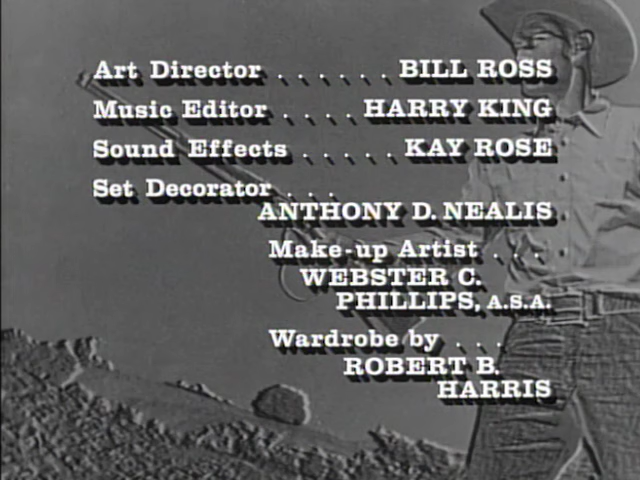 Art Director . . . . . . BILL ROSS
Music Editor . . . . HARRY KING
Sound Effects . . . . . KAY ROSE
Set Decorator . . .
ANTHONY D. NEALIS
Make-up Artist . . .
WEBSTER C.
PHILLIPS, A.S.A.
Wardrobe by . . .
ROBERT B.
HARRIS